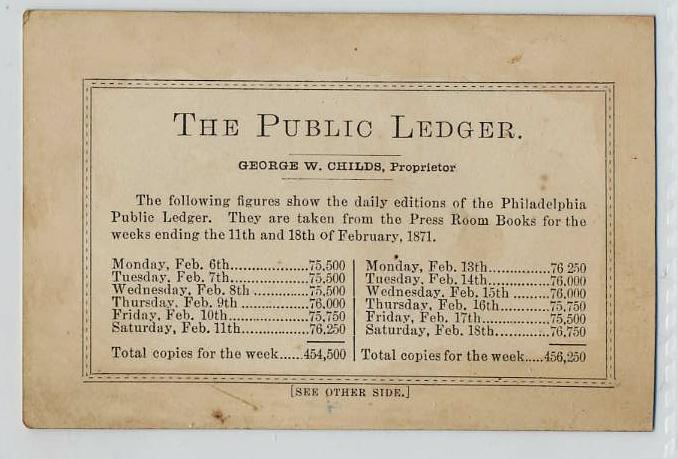 THE PUBLIC LEDGER.
GEORGE W. CHILDS, Proprietor
The following figures show the daily editions of the Philadelphia
Public Ledger. They are taken from the Press Room Books for the
weeks ending the 11th and 18th of February, 1871.
Monday, Feb. 6th..................75,500
Tuesday, Feb. 7th.................75,500
Wednesday, Feb. 8th ............75,500
Thursday, Feb. 9th ..............76,000
Friday, Feb. 10th.................75,750
Saturday, Feb. 11th...............76,250
Total copies for the week.....454,500
Monday, Feb. 13th..............76 250
Tuesday, Feb. 14th.............76,000
Wednesday, Feb. 15th .........76,000
Thursday, Feb. 16th............75,750
Friday, Feb. 17th...............75,500
Saturday, Feb. 18th............76,750
Total copies for the week.....456,250
[SEE OTHER SIDE.]